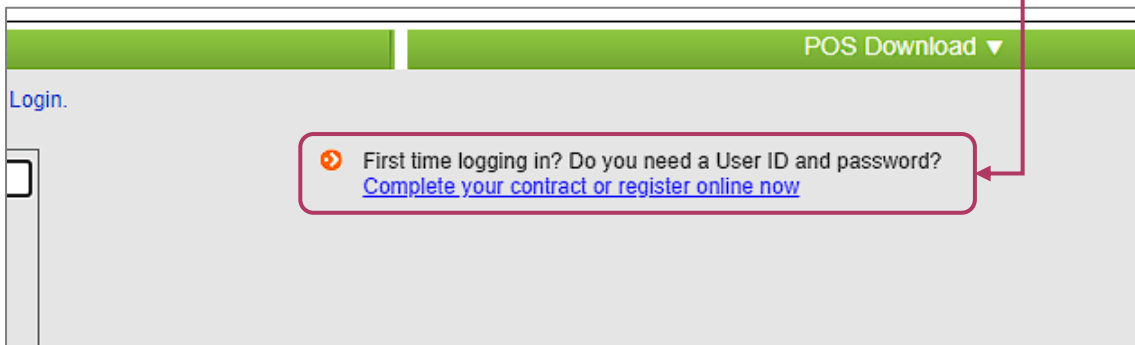 POS Download ▼
Login.
First time logging in? Do you need a User ID and password?
Complete your contract or register online now